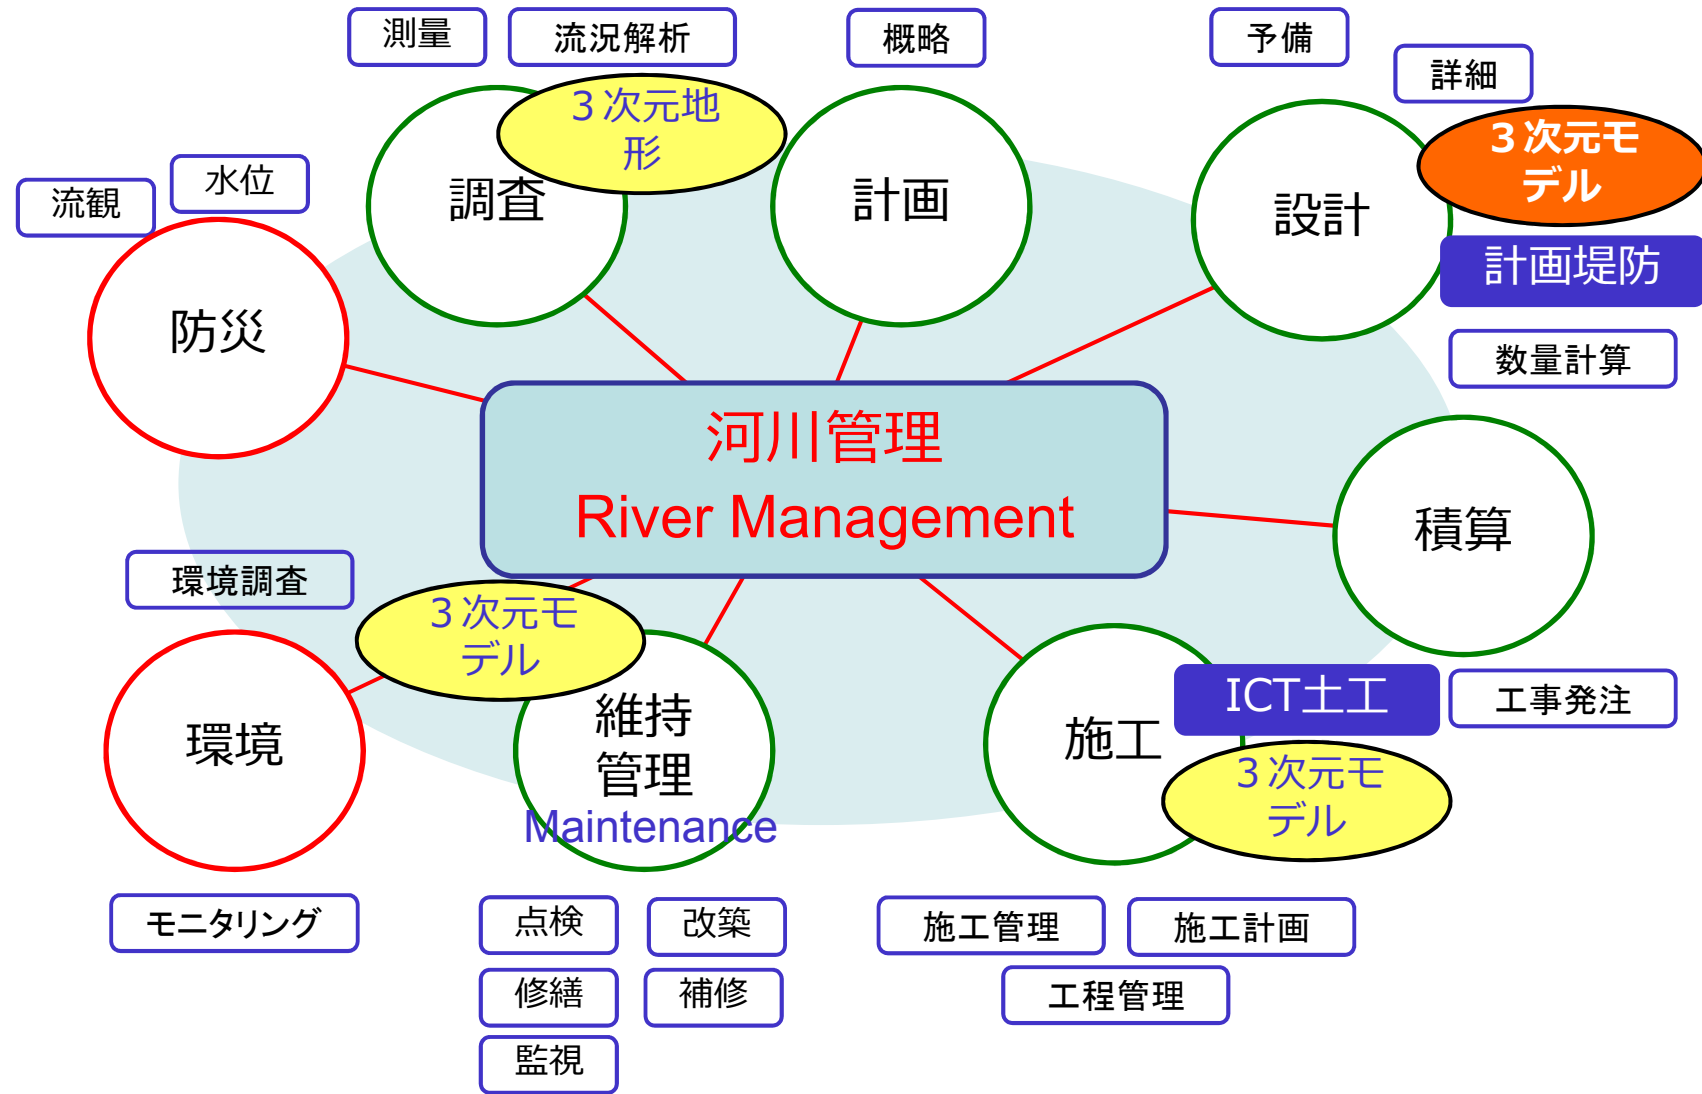 測量
流況解析
概略
予備
詳細
３次元地
形
３次元モ
デル
流観
水位
調査
計画
設計
計画堤防
防災
数量計算
河川管理
River Management
積算
環境調査
３次元モ
デル
環境
維持
管理
Maintenance
施工
ICT土工
工事発注
３次元モ
デル
モニタリング
点検
改築
施工管理
施工計画
修繕
補修
工程管理
監視